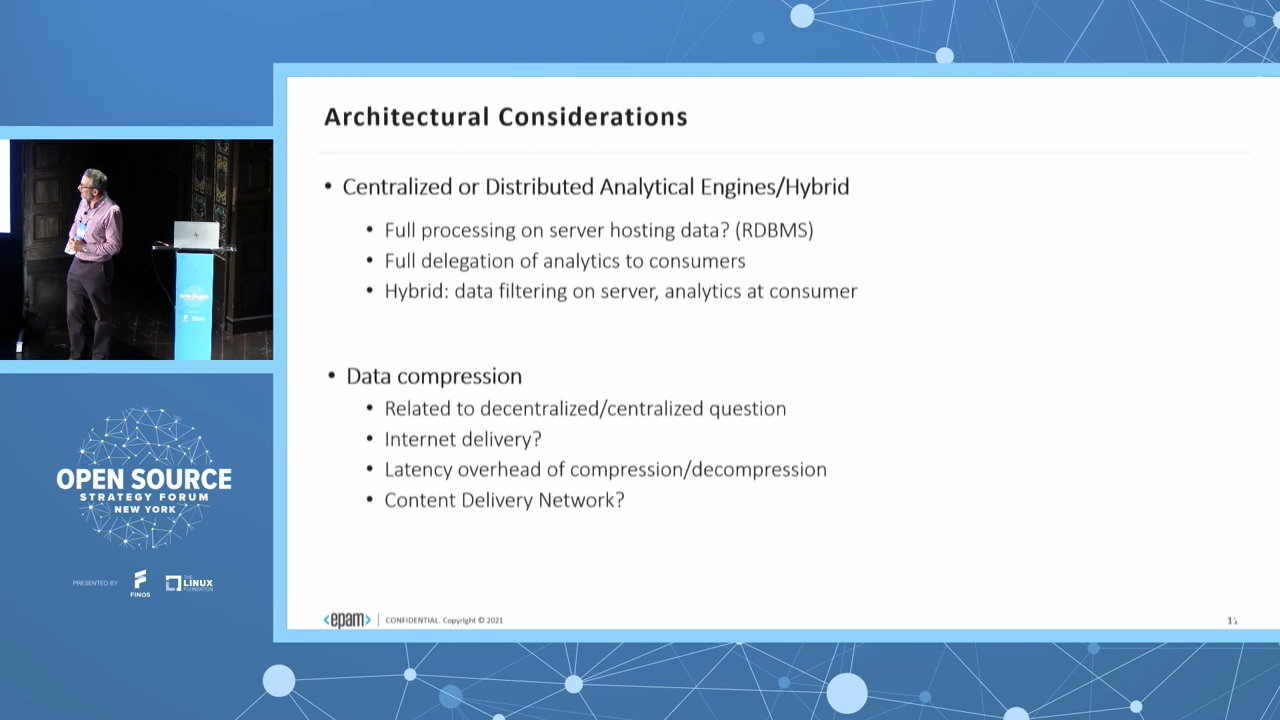 Architectural Considerations
• Centralized or Distributed Analytical Engines/Hybrid
• Full processing on server hosting data? (RDBMS)
• Full delegation of analytics to consumers
• Hybrid: data filtering on server, analytics at consumer
• Data compression
• Related to decentralized/centralized question
• Internet delivery?
• Latency overhead of compression/decompression
• Content Delivery Network?
<epam> | CONFIDENTIAL. Copyright © 2021
OPEN SOURCE
STRATEGY FORUM
NEW YORK
PRESENTED BY
FINOS
THE
LINUX
FOUNDATION